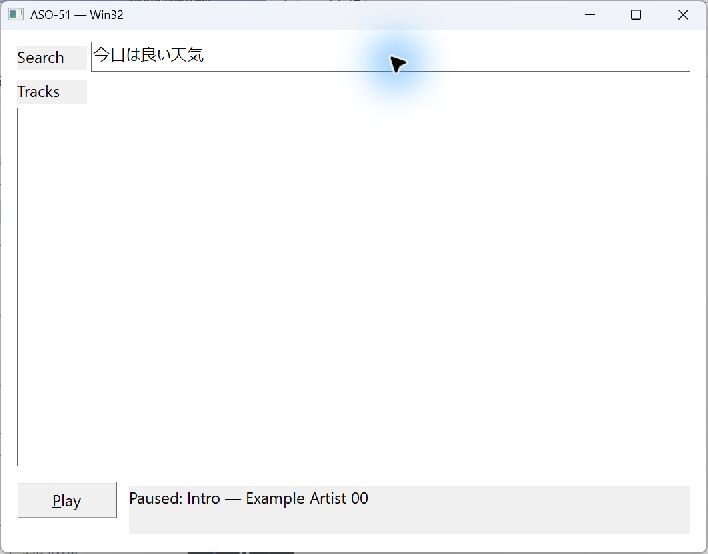 ASO-51 — Win32
Search
今日は良い天気
Tracks
Play
Paused: Intro — Example Artist 00